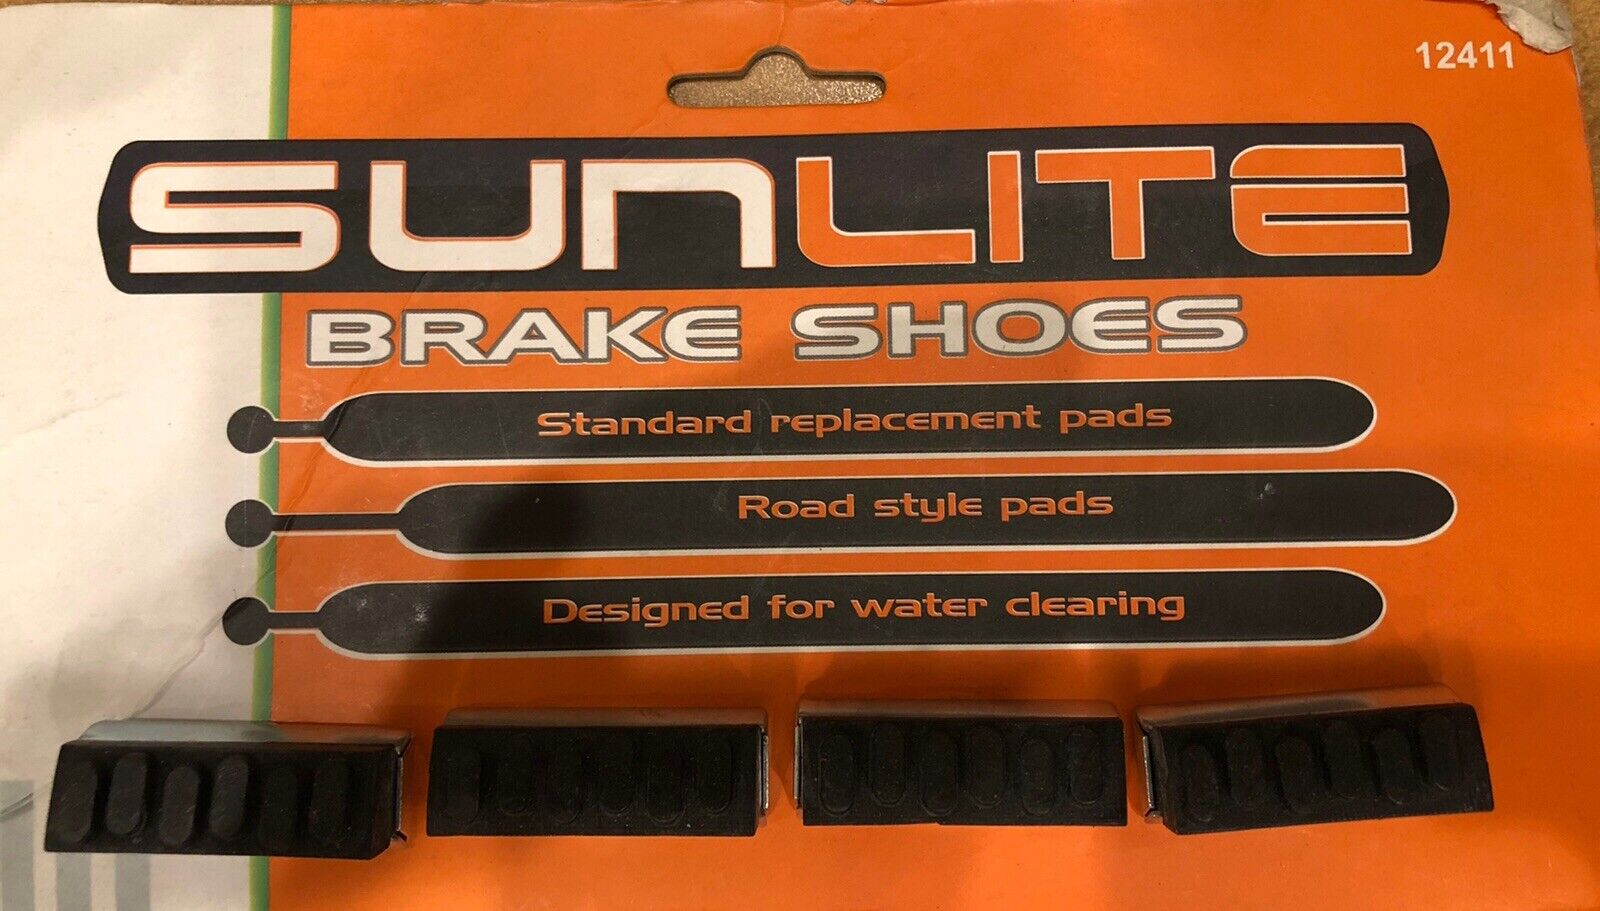 12411
SUNLITE
BRAKE SHOES
Standard replacement pads
Road style pads
Designed for water clearing